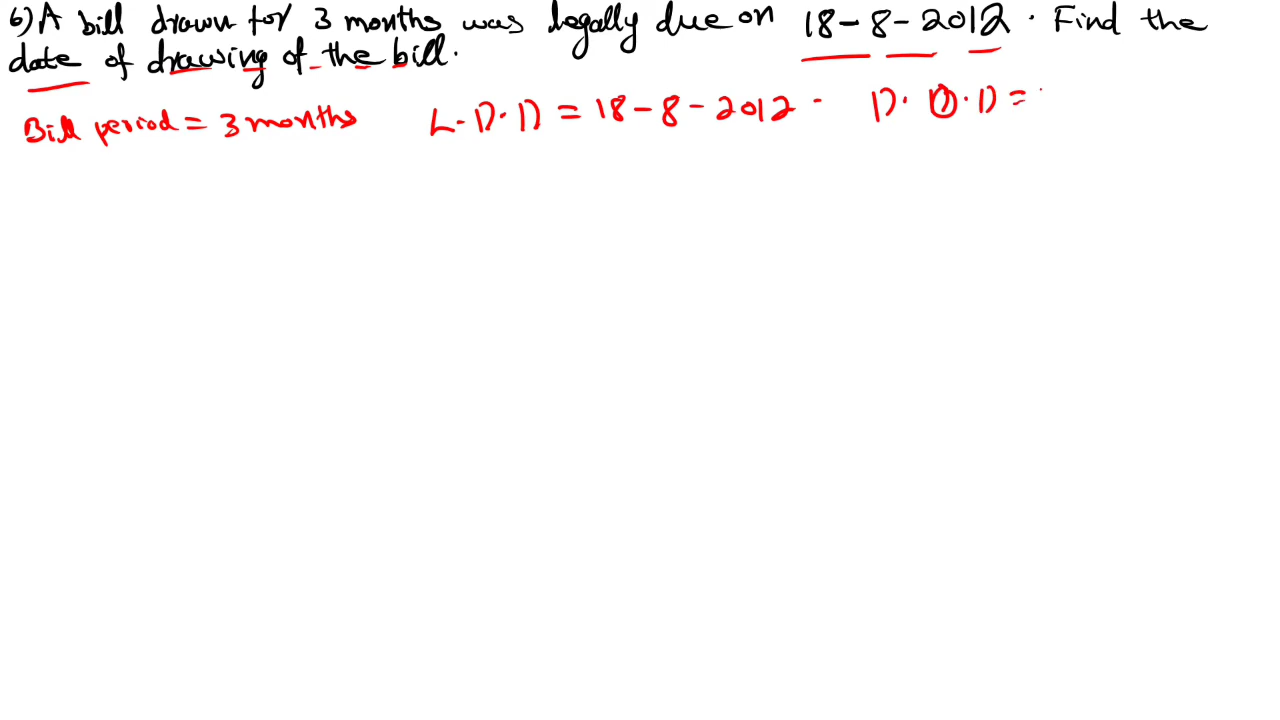 6) A bill drawn for 3 months was legally due on 18-8-2012. Find the
date of drawing of the bill.
Bill period = 3 months L.D.D = 18-8-2012. D.D.D =